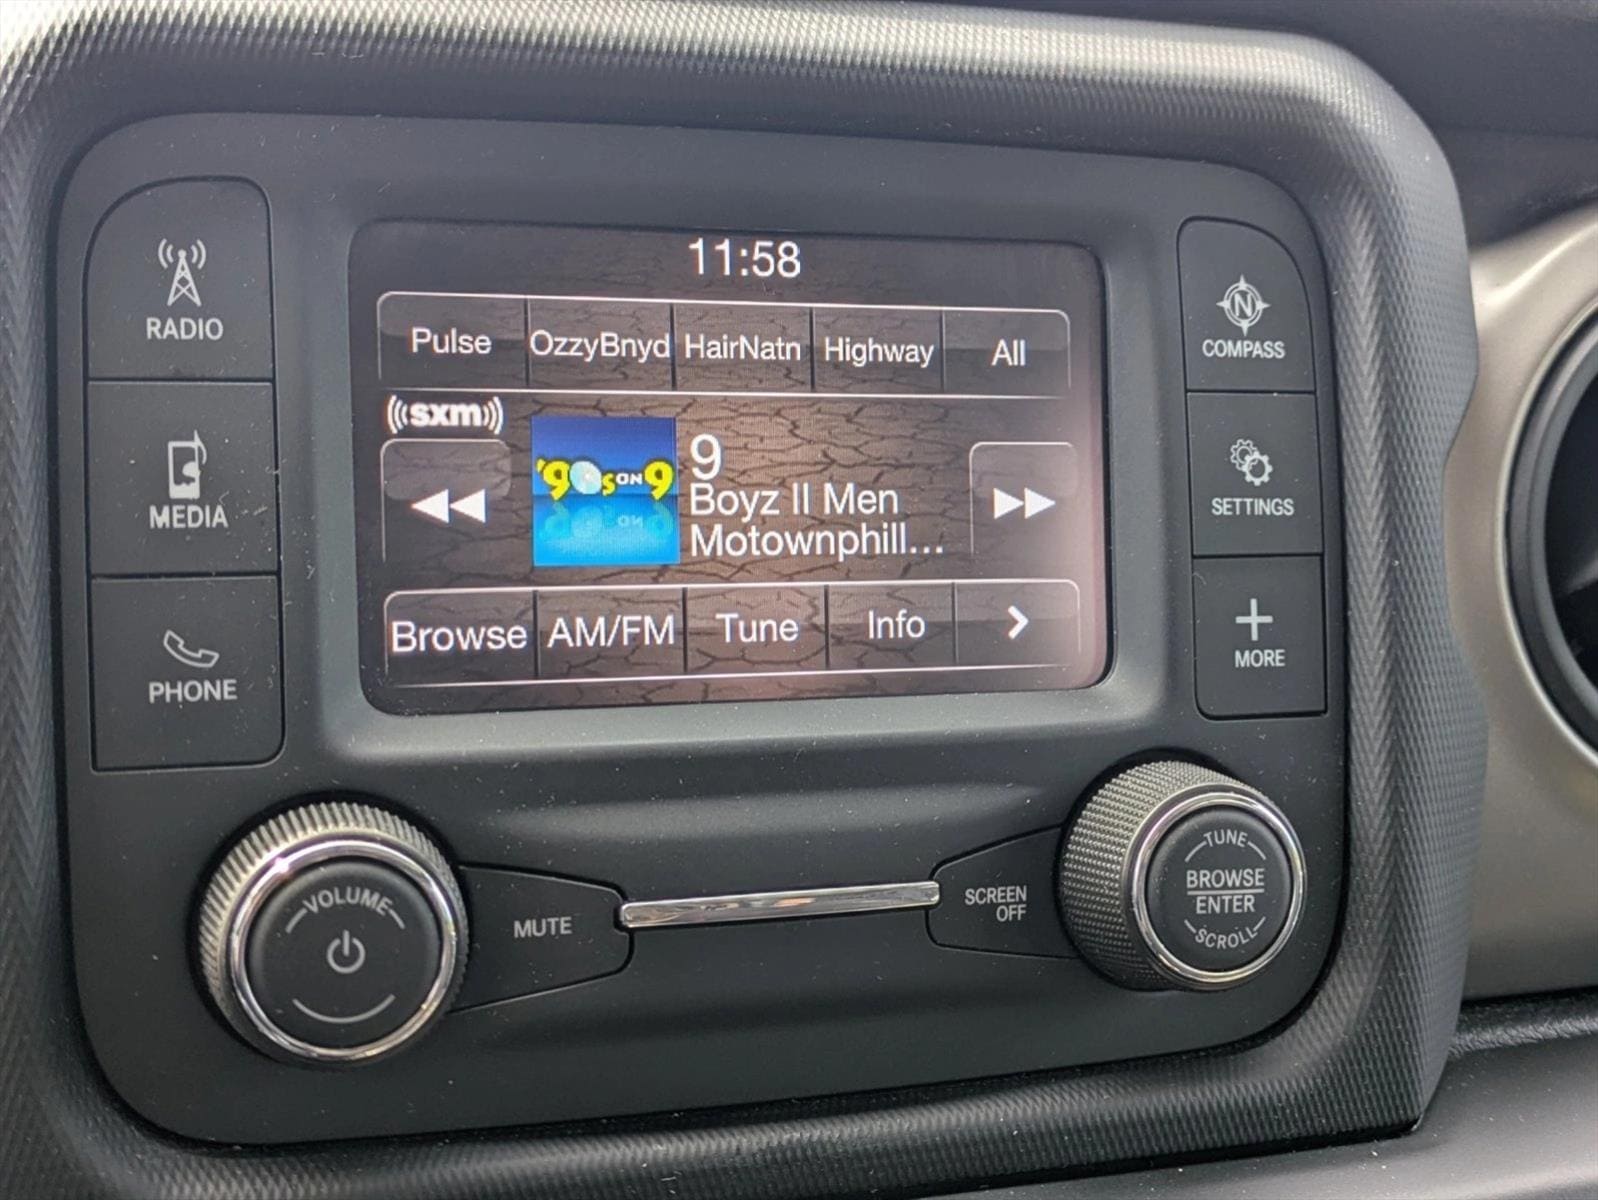 11:58
Pulse OzzyBnyd HairNatn Highway All
((sxm))
'90s ON 9
9
Boyz II Men
Motownphill...
Browse AM/FM Tune Info
RADIO
MEDIA
PHONE
N
COMPASS
SETTINGS
MORE
VOLUME
MUTE
SCREEN
OFF
TUNE
BROWSE
ENTER
SCROLL